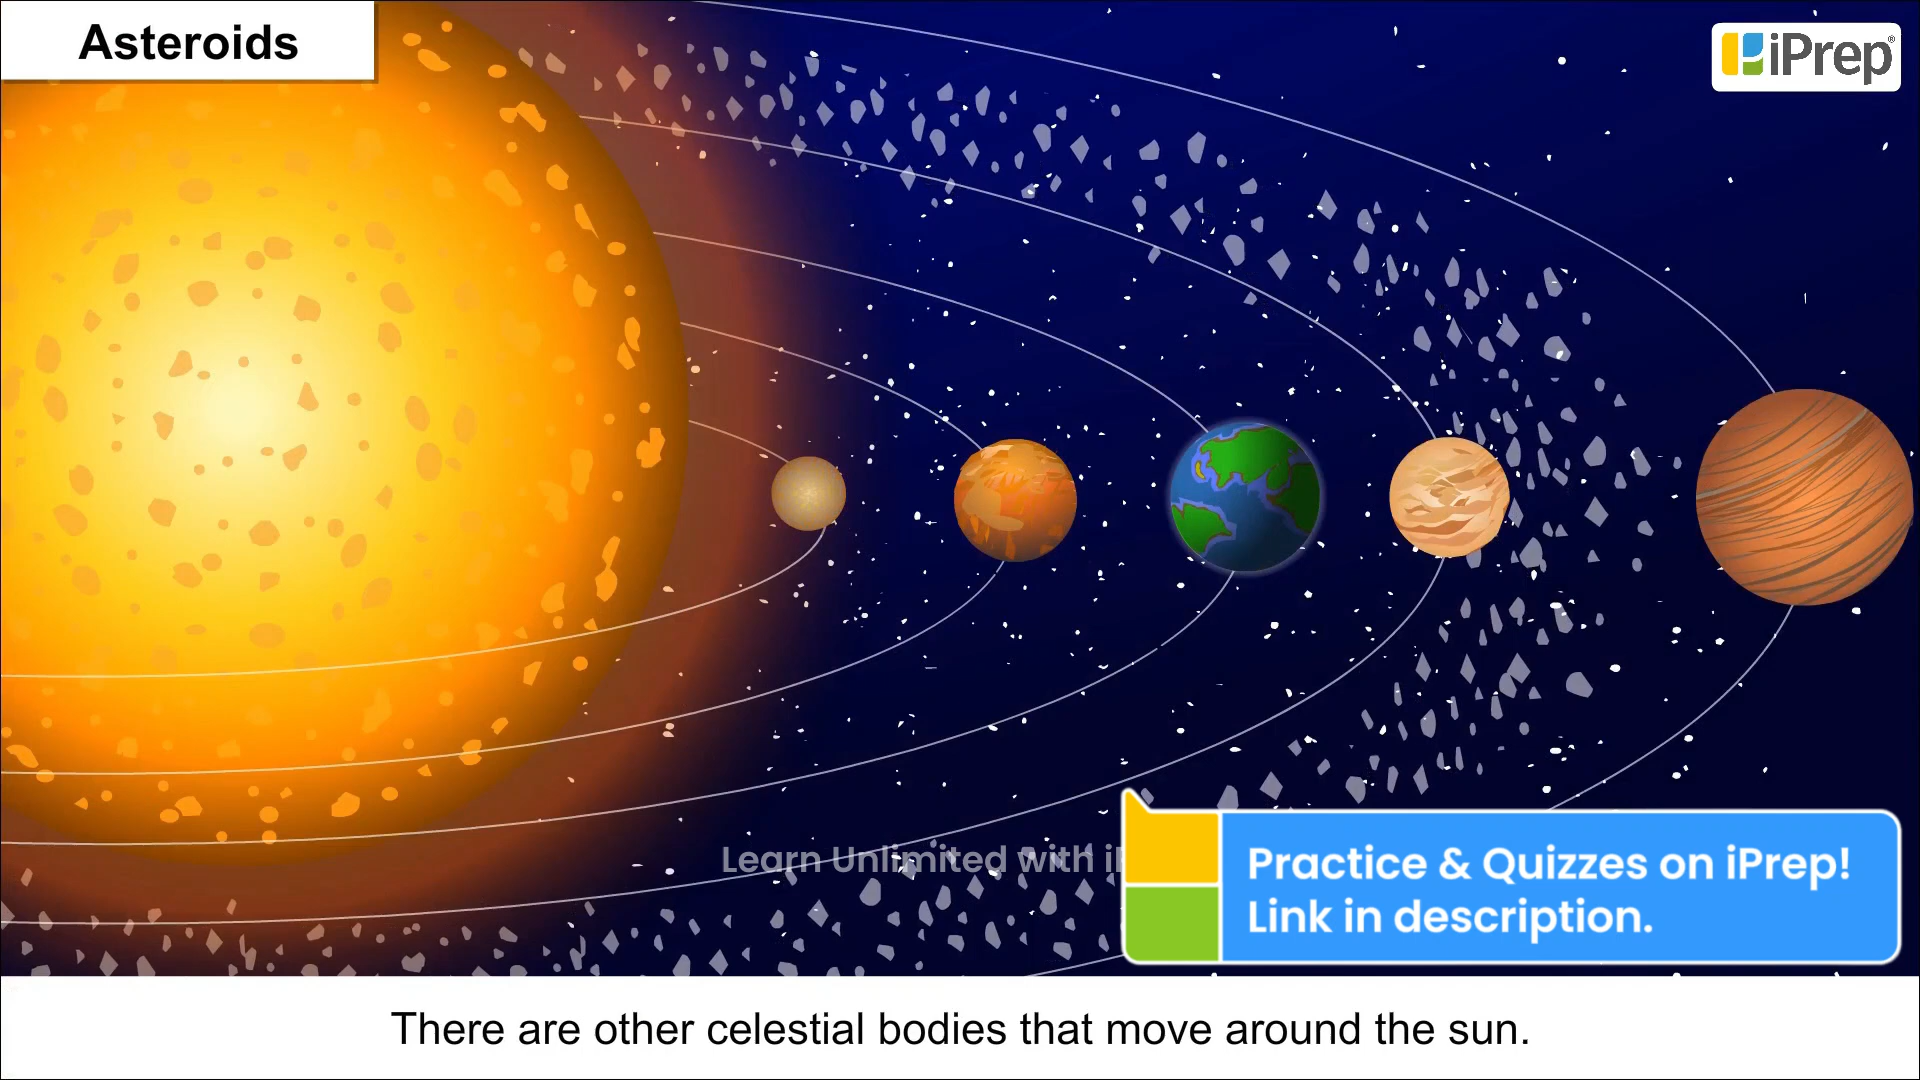 Asteroids
iPrep®
Learn Unlimited with i
Practice & Quizzes on iPrep!
Link in description.
There are other celestial bodies that move around the sun.